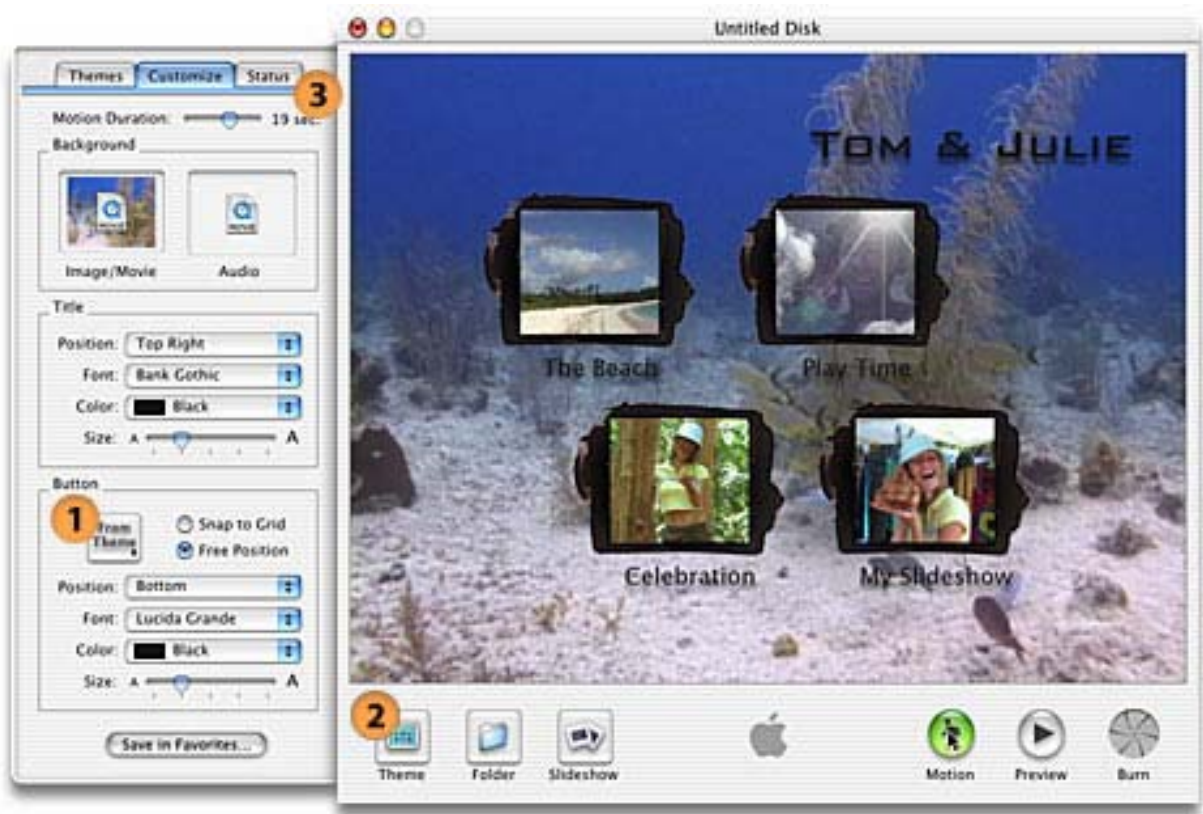 Untitled Disk
Themes Customize Status
3
Motion Duration: 19 sec.
Background
MOVIE MOVIE
Image/Movie Audio
Title
Position: Top Right
Font: Bank Gothic
Color: Black
Size: A A
Button
1
From Theme
Snap to Grid
Free Position
Position: Bottom
Font: Lucida Grande
Color: Black
Size: A A
Save in Favorites...
TOM & JULIE
The Beach Play Time
Celebration My Slideshow
2
Theme Folder Slideshow Motion Preview Burn